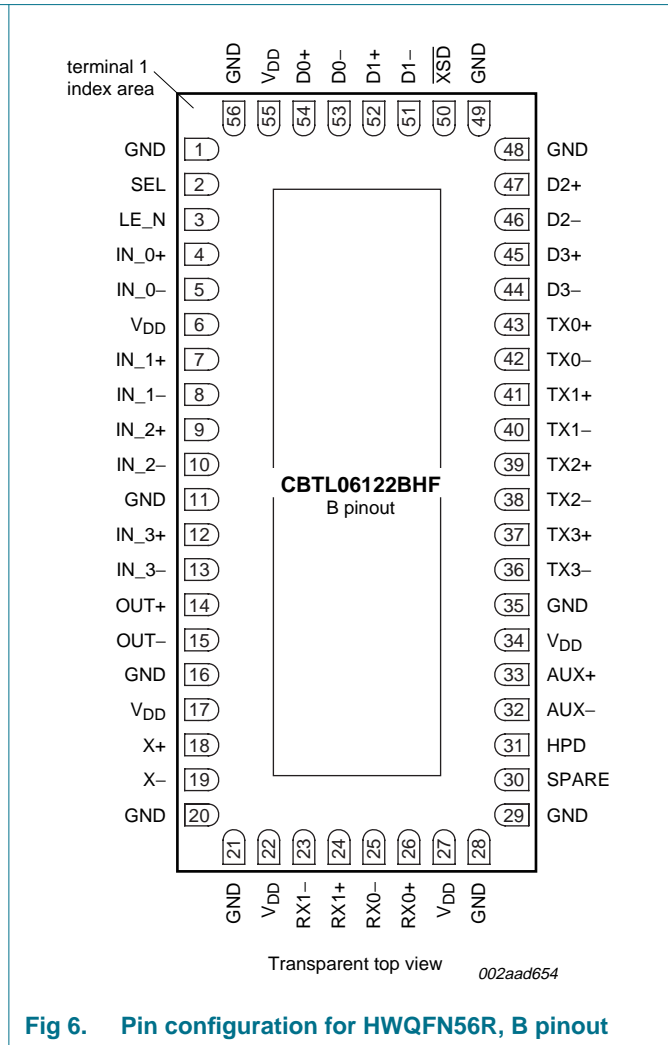 terminal 1
index area
GND
VDD
D0+
D0−
D1+
D1−
XSD
GND
56
55
54
53
52
51
50
49
GND 1
SEL 2
LE_N 3
IN_0+ 4
IN_0− 5
VDD 6
IN_1+ 7
IN_1− 8
IN_2+ 9
IN_2− 10
GND 11
IN_3+ 12
IN_3− 13
OUT+ 14
OUT− 15
GND 16
VDD 17
X+ 18
X− 19
GND 20
CBTL06122BHF
B pinout
48 GND
47 D2+
46 D2−
45 D3+
44 D3−
43 TX0+
42 TX0−
41 TX1+
40 TX1−
39 TX2+
38 TX2−
37 TX3+
36 TX3−
35 GND
34 VDD
33 AUX+
32 AUX−
31 HPD
30 SPARE
29 GND
21
22
23
24
25
26
27
28
GND
VDD
RX1−
RX1+
RX0−
RX0+
VDD
GND
Transparent top view
002aad654
Fig 6. Pin configuration for HWQFN56R, B pinout